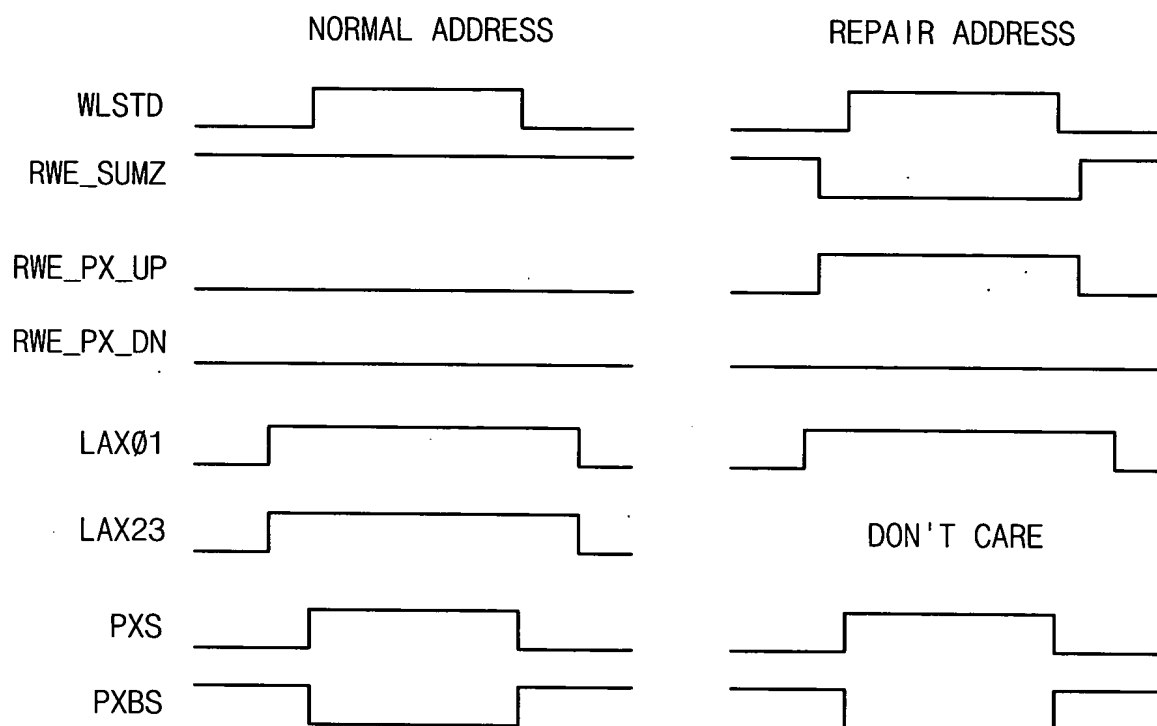 NORMAL ADDRESS
REPAIR ADDRESS
WLSTD
RWE_SUMZ
RWE_PX_UP
RWE_PX_DN
LAXØ1
LAX23
DON'T CARE
PXS
PXBS